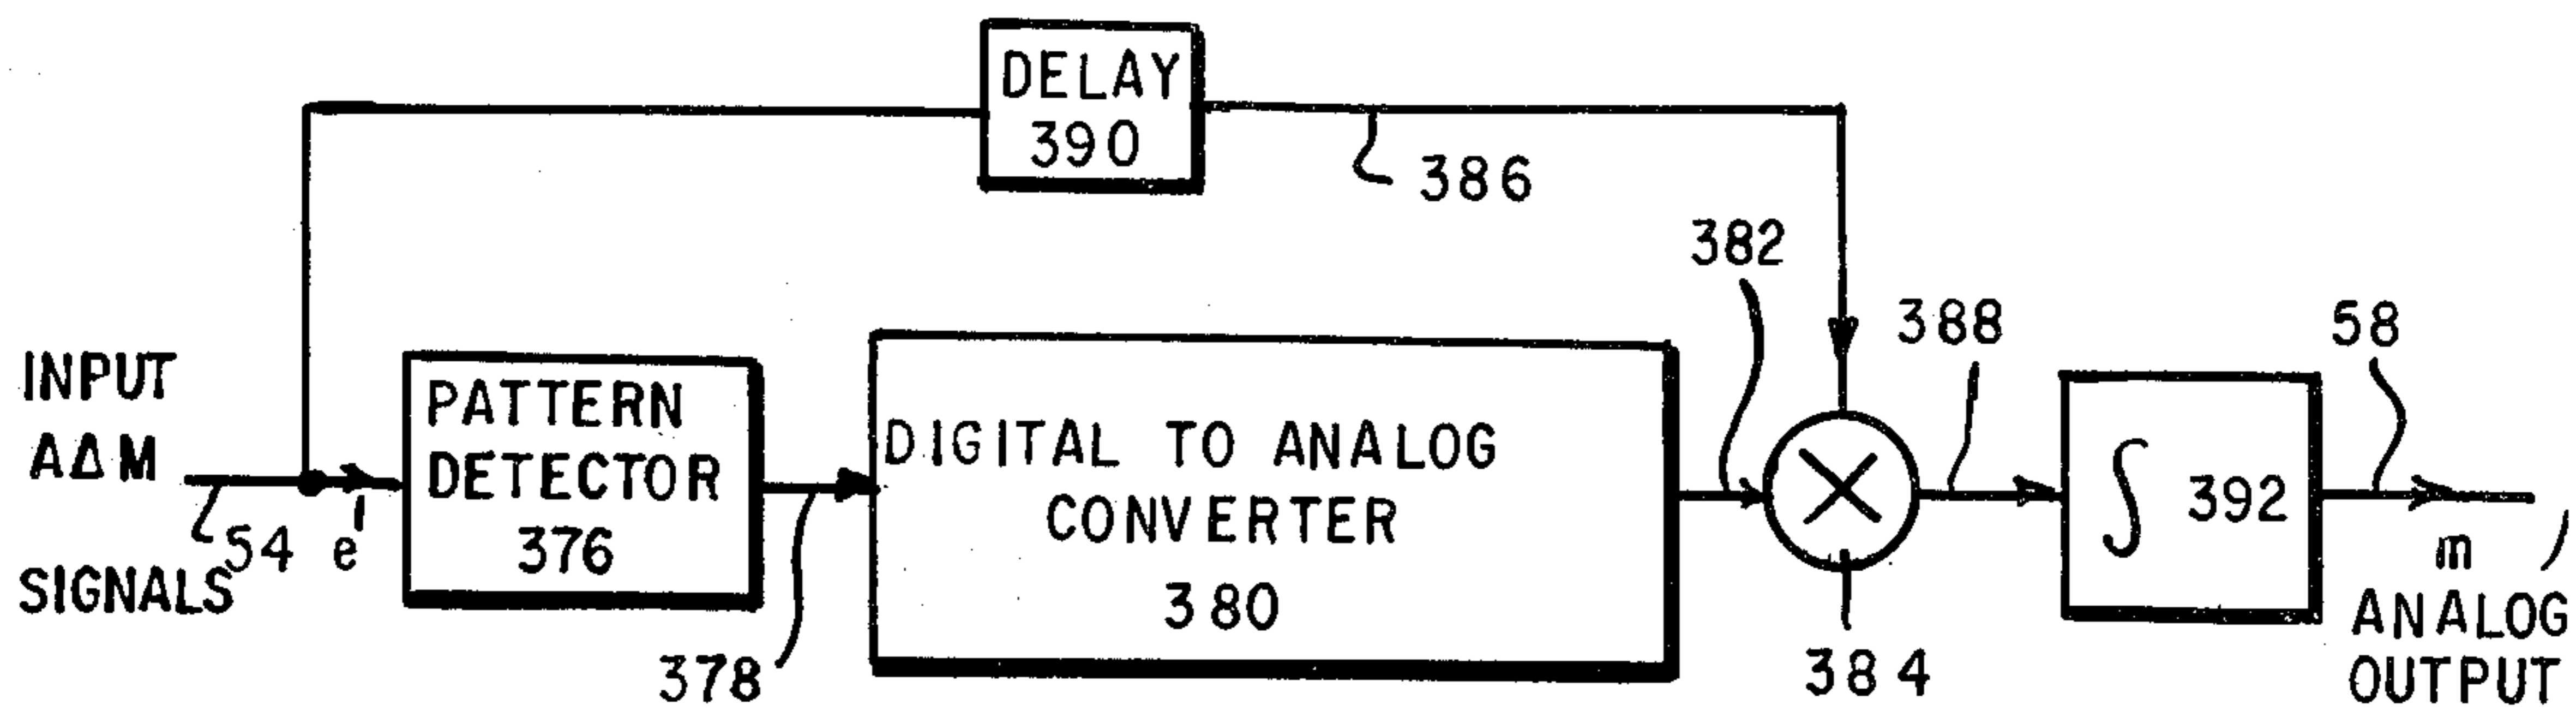 DELAY
390
386
382
388
58
INPUT
AΔM
SIGNALS
54
e'
PATTERN
DETECTOR
376
378
DIGITAL TO ANALOG
CONVERTER
380
384
∫ 392
m'
ANALOG
OUTPUT